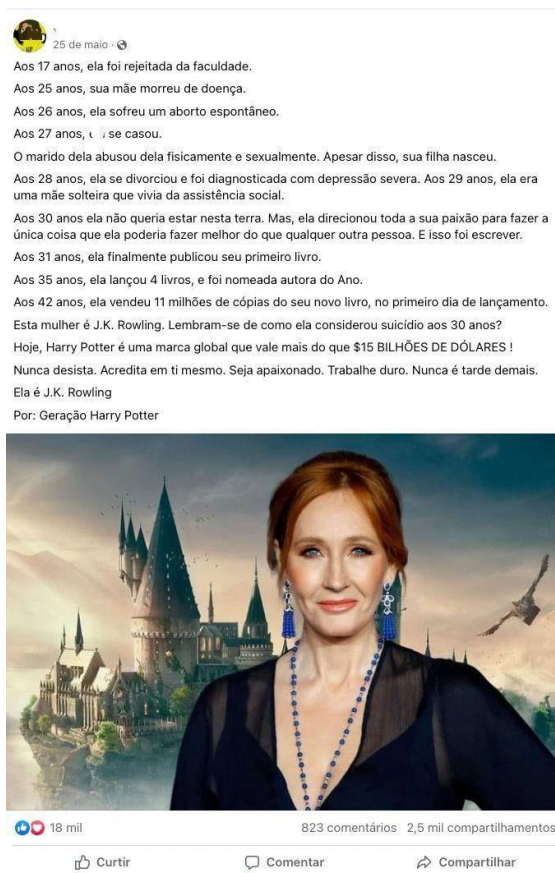 25 de maio ·
Aos 17 anos, ela foi rejeitada da faculdade.
Aos 25 anos, sua mãe morreu de doença.
Aos 26 anos, ela sofreu um aborto espontâneo.
Aos 27 anos, se casou.
O marido dela abusou dela fisicamente e sexualmente. Apesar disso, sua filha nasceu.
Aos 28 anos, ela se divorciou e foi diagnosticada com depressão severa. Aos 29 anos, ela era
uma mãe solteira que vivia da assistência social.
Aos 30 anos ela não queria estar nesta terra. Mas, ela direcionou toda a sua paixão para fazer a
única coisa que ela poderia fazer melhor do que qualquer outra pessoa. E isso foi escrever.
Aos 31 anos, ela finalmente publicou seu primeiro livro.
Aos 35 anos, ela lançou 4 livros, e foi nomeada autora do Ano.
Aos 42 anos, ela vendeu 11 milhões de cópias do seu novo livro, no primeiro dia de lançamento.
Esta mulher é J.K. Rowling. Lembram-se de como ela considerou suicídio aos 30 anos?
Hoje, Harry Potter é uma marca global que vale mais do que $15 BILHÕES DE DÓLARES !
Nunca desista. Acredita em ti mesmo. Seja apaixonado. Trabalhe duro. Nunca é tarde demais.
Ela é J.K. Rowling
Por: Geração Harry Potter
18 mil 823 comentários 2,5 mil compartilhamentos
Curtir Comentar Compartilhar